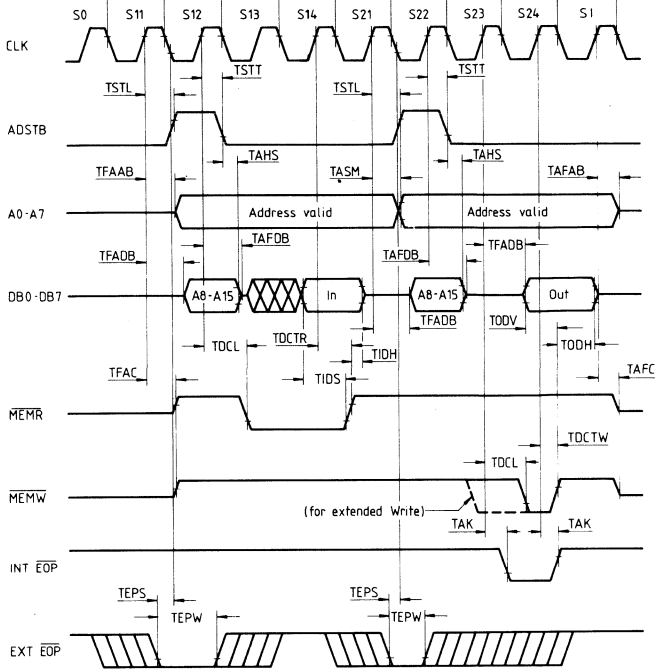 S0 S11 S12 S13 S14 S21 S22 S23 S24 S1
CLK
TSTT TSTT
TSTL TSTL
ADSTB
TAHS TAHS
TFAAB TASM TAFAB
A0-A7 Address valid Address valid
TFADB TAFDB TAFDB TFADB
DB0-DB7 A8-A15 In A8-A15 Out
TFADB TODV
TDCL TDCTR TIDH TODH
TFAC TIDS TAFC
MEMR
TDCTW
TDCL
MEMW
(for extended Write)
TAK TAK
INT EOP
TEPS TEPS
TEPW TEPW
EXT EOP